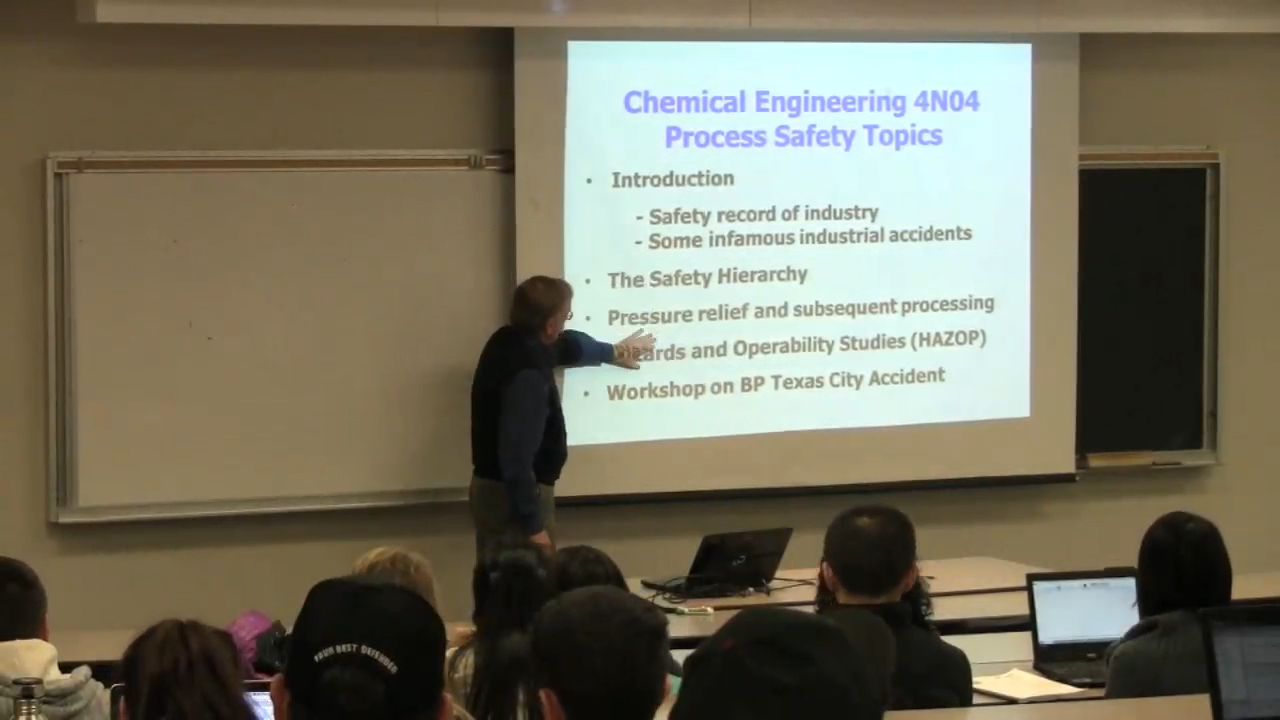 Chemical Engineering 4N04
Process Safety Topics
• Introduction
- Safety record of industry
- Some infamous industrial accidents
• The Safety Hierarchy
• Pressure relief and subsequent processing
and Operability Studies (HAZOP)
• Workshop on BP Texas City Accident